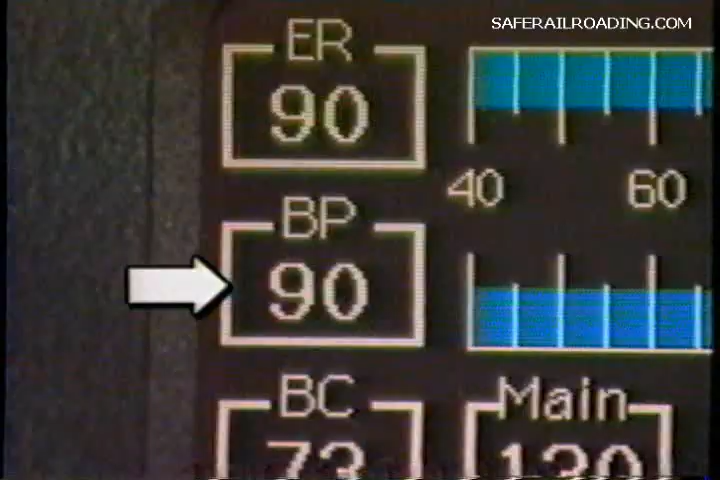 SAFERAILROADING.COM
ER
90
40 60
BP
90
BC Main
73 130